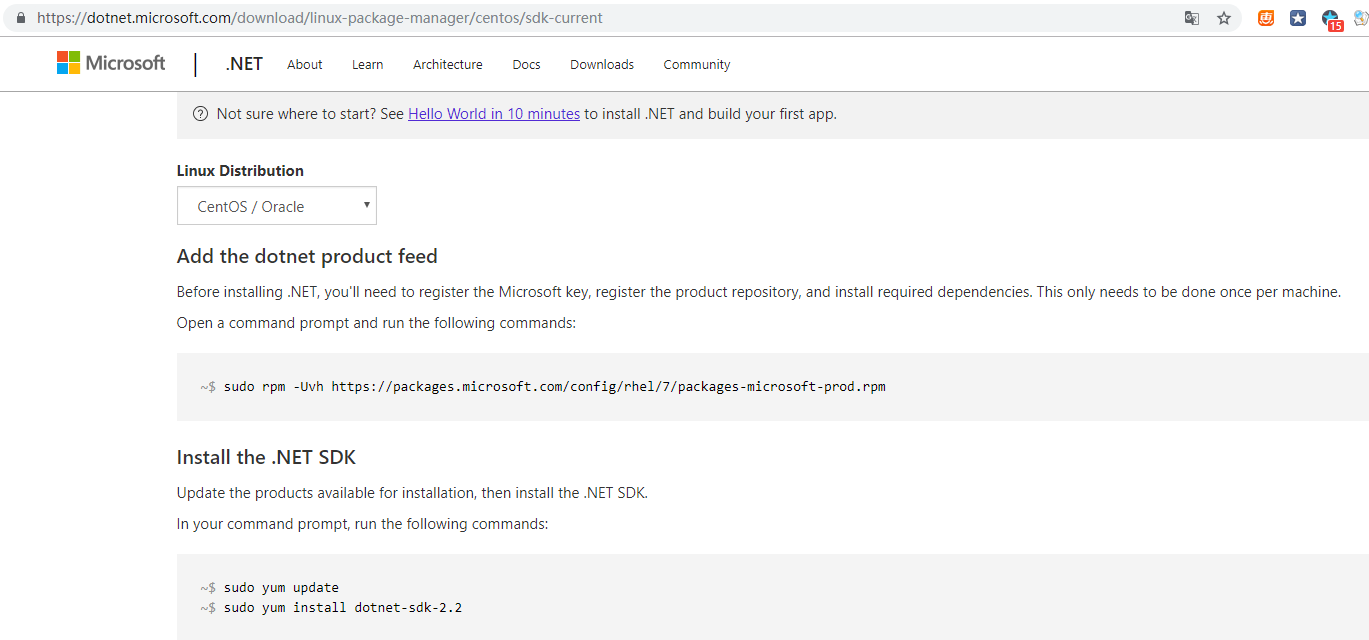 https://dotnet.microsoft.com/download/linux-package-manager/centos/sdk-current
15
Microsoft | .NET About Learn Architecture Docs Downloads Community
Not sure where to start? See Hello World in 10 minutes to install .NET and build your first app.
Linux Distribution
CentOS / Oracle
Add the dotnet product feed
Before installing .NET, you'll need to register the Microsoft key, register the product repository, and install required dependencies. This only needs to be done once per machine.
Open a command prompt and run the following commands:
~$ sudo rpm -Uvh https://packages.microsoft.com/config/rhel/7/packages-microsoft-prod.rpm
Install the .NET SDK
Update the products available for installation, then install the .NET SDK.
In your command prompt, run the following commands:
~$ sudo yum update
~$ sudo yum install dotnet-sdk-2.2